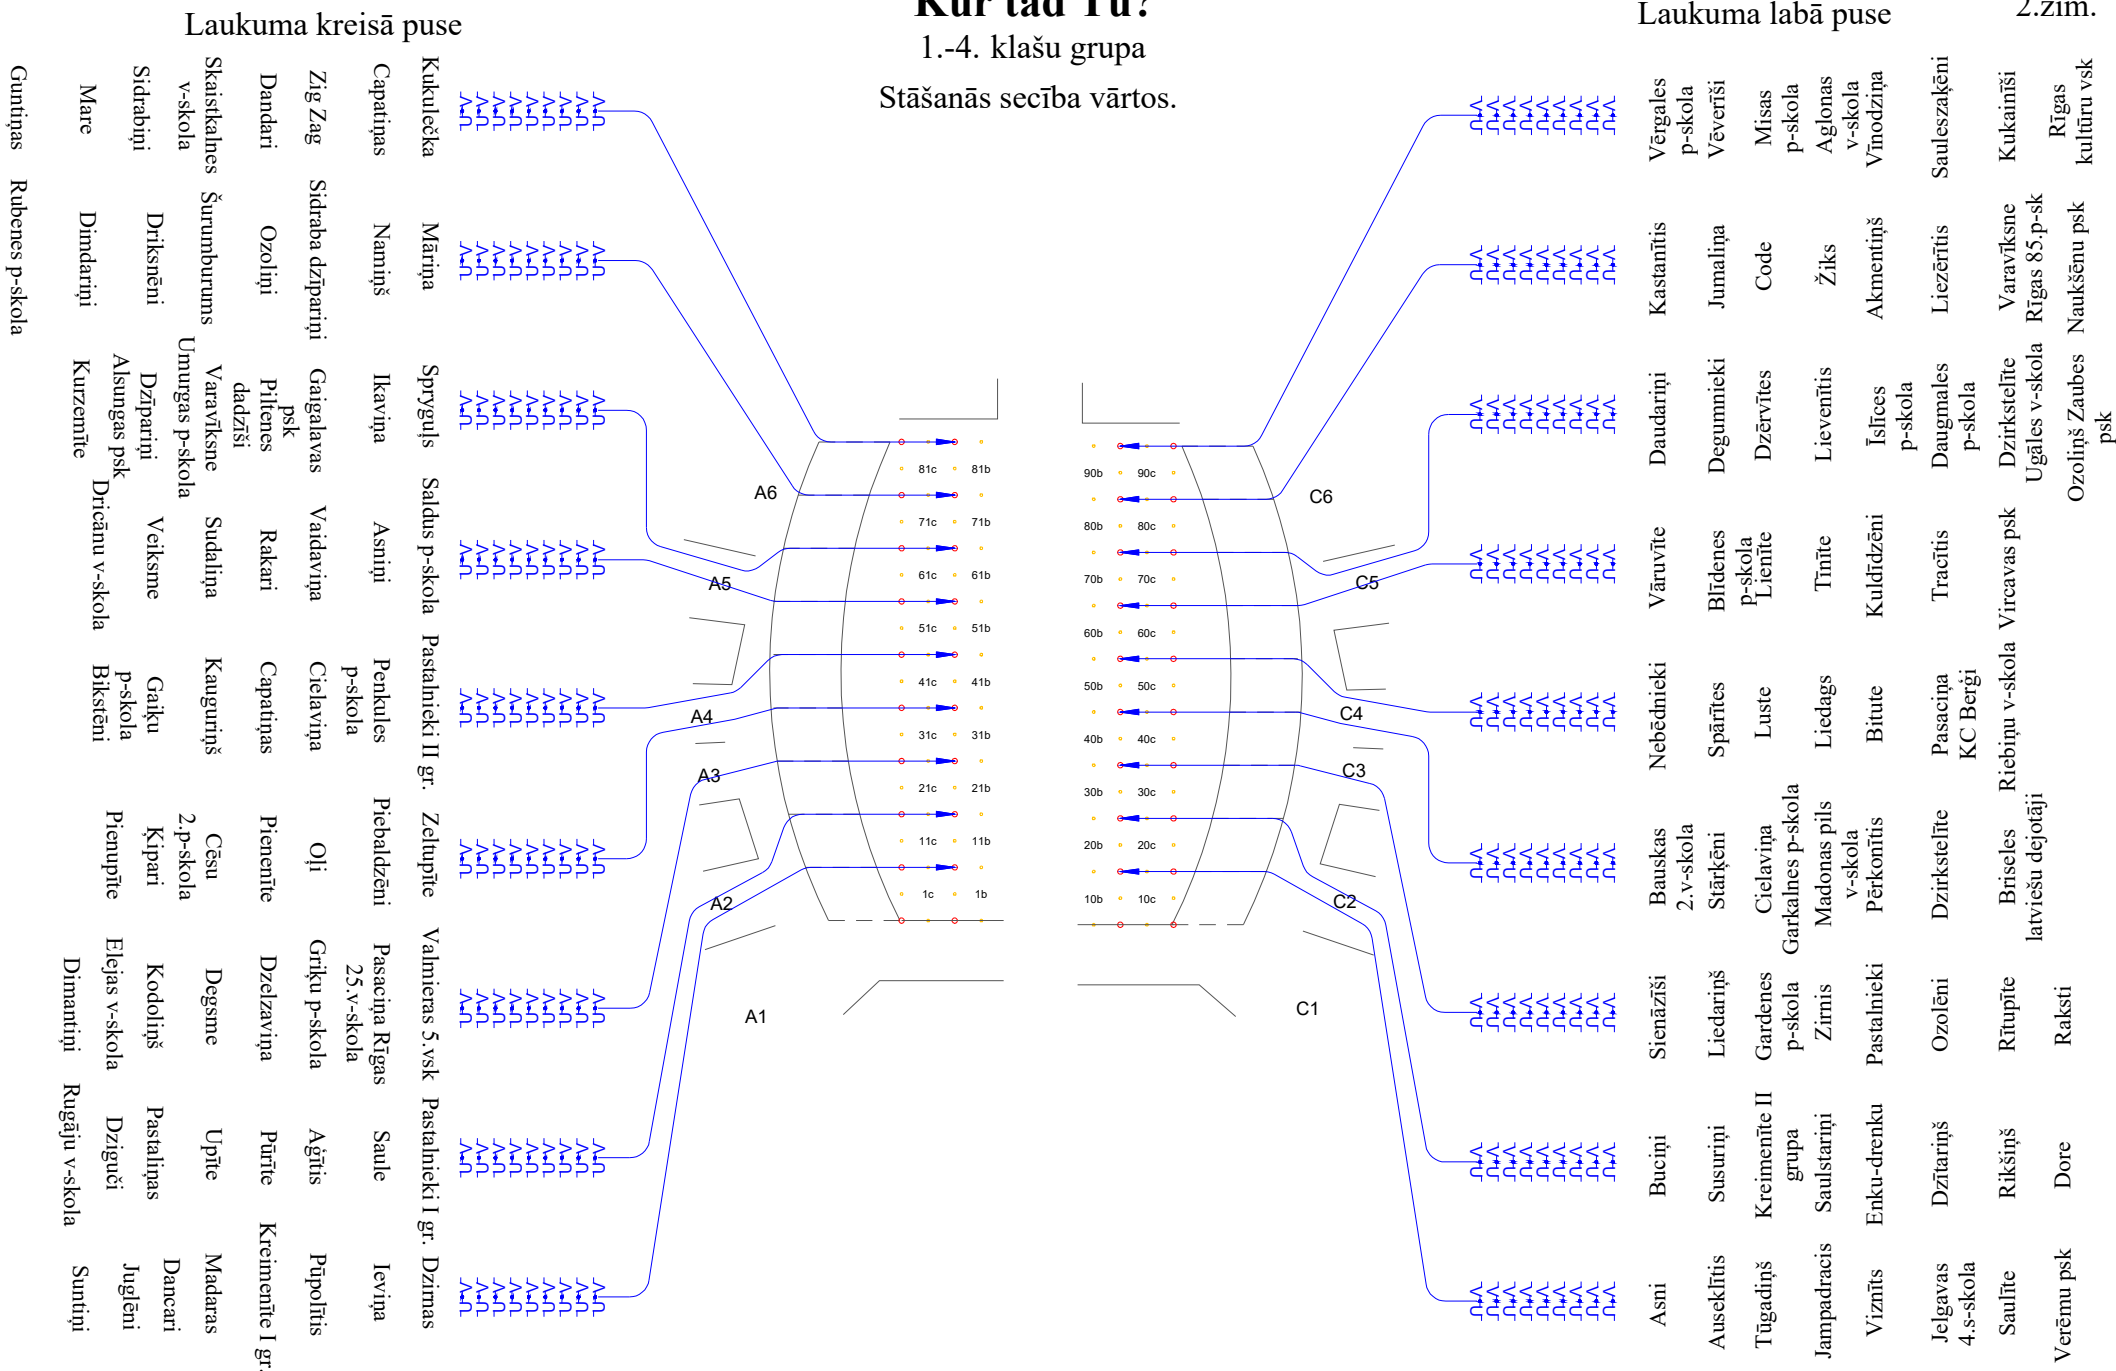 Kur tad Tu?
1.-4. klašu grupa
Stāšanās secība vārtos.
2.zīm.
Laukuma kreisā puse
Laukuma labā puse
Kukulečka
Capatiņas
Zig Zag
Dandari
Skaistkalnes
v-skola
Sidrabiņi
Mare
Guntiņas
Māriņa
Namiņš
Sidraba dzīpariņi
Ozoliņi
Šurumburums
Driksnēni
Dimdariņi
Rubenes p-skola
Spryguļs
Ikaviņa
Gaigalavas
psk
Piltenes
dadzīši
Varavīksne
Umurgas p-skola
Dzīpariņi
Alsungas psk
Kurzemīte
Saldus p-skola
Asniņi
Vaidaviņa
Rakari
Sudaliņa
Veiksme
Dricānu v-skola
Pastalnieki II gr.
Penkules
p-skola
Cielaviņa
Capatiņas
Kauguriņš
Gaiķu
p-skola
Bikstēni
Zeltupīte
Piebaldzēni
Oļi
Pienenīte
Cēsu
2.p-skola
Ķipari
Pienupīte
Valmieras 5.vsk
Pasaciņa Rīgas
25.v-skola
Griķu p-skola
Dzelzaviņa
Degsme
Kodoliņš
Elejas v-skola
Dimantiņi
Pastalnieki I gr.
Saule
Aģītis
Pūrīte
Upīte
Pastaliņas
Dziguči
Rugāju v-skola
Dzimas
Ieviņa
Pūpolītis
Kreimenīte I gr.
Madaras
Dancari
Juglēni
Suntiņi
Vērgales
p-skola
Vēverīši
Misas
p-skola
Aglonas
v-skola
Vīnodziņa
Sauleszaķēni
Kukainīši
Rīgas
kultūru vsk
Kastanītis
Jumaliņa
Code
Žiks
Akmentiņš
Liezērītis
Varavīksne
Rīgas 85.p-sk
Naukšēnu psk
Daudariņi
Degumnieki
Dzērvītes
Lievenītis
Īslīces
p-skola
Daugmales
p-skola
Dzirkstelīte
Ugāles v-skola
Ozoliņš Zaubes
psk
Vāruvīte
Blīdenes
p-skola
Lienīte
Tīnīte
Kuldīdzēni
Tracītis
Vircavas psk
Nebēdnieki
Spārītes
Luste
Liedags
Bitute
Pasaciņa
KC Berģi
Riebiņu v-skola
Bauskas
2.v-skola
Stārķēni
Cielaviņa
Garkalnes p-skola
Madonas pils
v-skola
Pērkonītis
Dzirkstelīte
Briseles
latviešu dejotāji
Sienāzīši
Liedariņš
Gardenes
p-skola
Zirnis
Pastalnieki
Ozolēni
Rītupīte
Raksti
Buciņi
Susuriņi
Kreimenīte II
grupa
Saulstariņi
Enku-drenku
Dzītariņš
Rikšiņš
Dore
Asni
Auseklītis
Tūgadiņš
Jampadracis
Viznīts
Jelgavas
4.s-skola
Saulīte
Verēmu psk
A6
A5
A4
A3
A2
A1
C6
C5
C4
C3
C2
C1
81c 81b 90b 90c
71c 71b 80b 80c
61c 61b 70b 70c
51c 51b 60b 60c
41c 41b 50b 50c
31c 31b 40b 40c
21c 21b 30b 30c
11c 11b 20b 20c
1c 1b 10b 10c